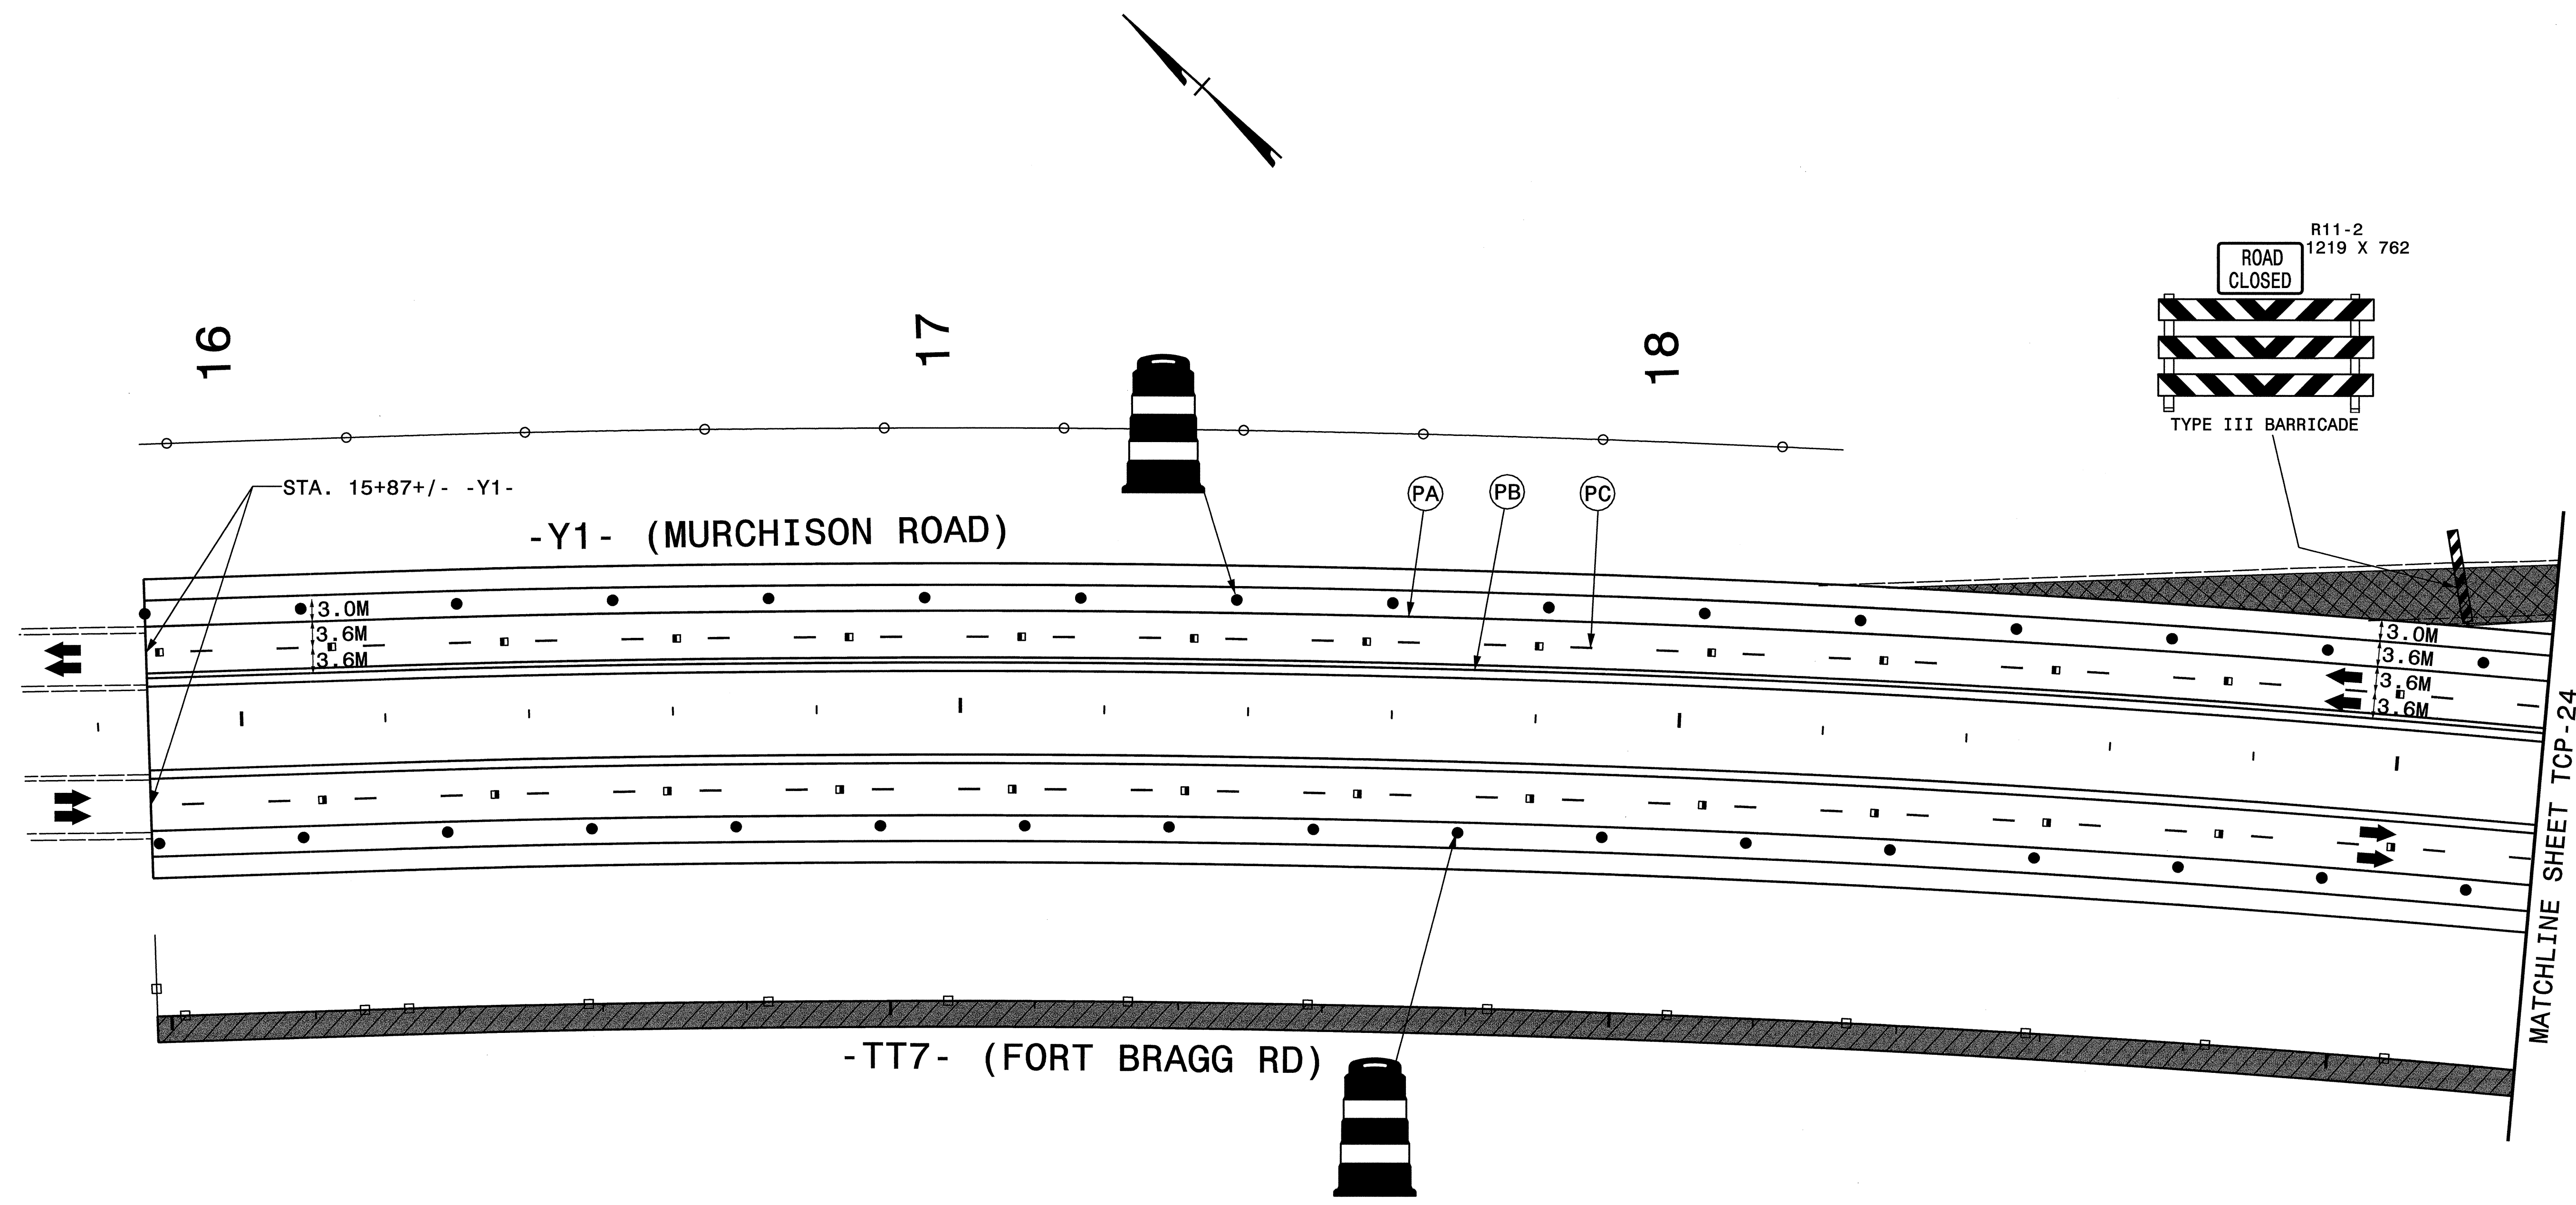 R11-2
1219 X 762
ROAD
CLOSED
TYPE III BARRICADE
16
17
18
STA. 15+87+/- -Y1-
PA
PB
PC
-Y1- (MURCHISON ROAD)
3.0M
3.6M
3.6M
3.0M
3.6M
3.6M
3.6M
-TT7- (FORT BRAGG RD)
MATCHLINE SHEET TCP-24